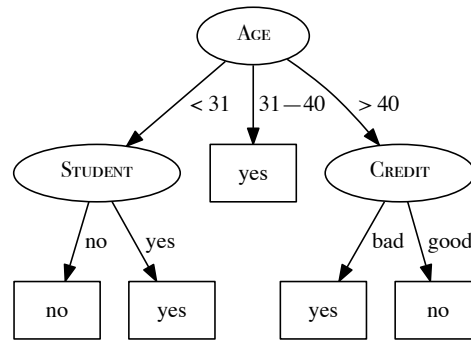 AGE
< 31
31—40
> 40
STUDENT
yes
CREDIT
no
yes
bad
good
no
yes
yes
no